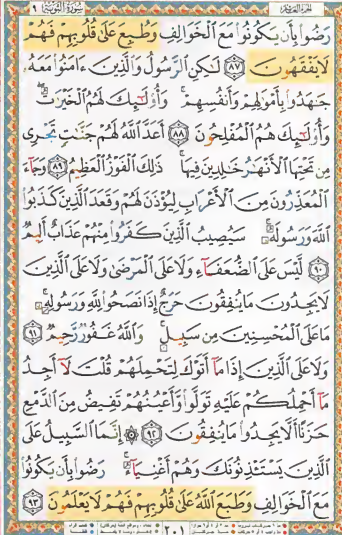 سورة التوبة ٩ الجزء العاشر
رَضُوا۟ بِأَن يَكُونُوا۟ مَعَ ٱلْخَوَالِفِ وَطُبِعَ عَلَىٰ قُلُوبِهِمْ فَهُمْ
لَا يَفْقَهُونَ ٨٧ لَٰكِنِ ٱلرَّسُولُ وَٱلَّذِينَ ءَامَنُوا۟ مَعَهُۥ
جَٰهَدُوا۟ بِأَمْوَٰلِهِمْ وَأَنفُسِهِمْ ۚ وَأُو۟لَٰٓئِكَ لَهُمُ ٱلْخَيْرَٰتُ ۖ
وَأُو۟لَٰٓئِكَ هُمُ ٱلْمُفْلِحُونَ ٨٨ أَعَدَّ ٱللَّهُ لَهُمْ جَنَّٰتٍ تَجْرِى
مِن تَحْتِهَا ٱلْأَنْهَٰرُ خَٰلِدِينَ فِيهَا ۚ ذَٰلِكَ ٱلْفَوْزُ ٱلْعَظِيمُ ٨٩ وَجَآءَ
ٱلْمُعَذِّرُونَ مِنَ ٱلْأَعْرَابِ لِيُؤْذَنَ لَهُمْ وَقَعَدَ ٱلَّذِينَ كَذَبُوا۟
ٱللَّهَ وَرَسُولَهُۥ ۚ سَيُصِيبُ ٱلَّذِينَ كَفَرُوا۟ مِنْهُمْ عَذَابٌ أَلِيمٌ
٩٠ لَّيْسَ عَلَى ٱلضُّعَفَآءِ وَلَا عَلَى ٱلْمَرْضَىٰ وَلَا عَلَى ٱلَّذِينَ
لَا يَجِدُونَ مَا يُنفِقُونَ حَرَجٌ إِذَا نَصَحُوا۟ لِلَّهِ وَرَسُولِهِۦ ۚ
مَا عَلَى ٱلْمُحْسِنِينَ مِن سَبِيلٍ ۚ وَٱللَّهُ غَفُورٌ رَّحِيمٌ ٩١
وَلَا عَلَى ٱلَّذِينَ إِذَا مَآ أَتَوْكَ لِتَحْمِلَهُمْ قُلْتَ لَآ أَجِدُ
مَآ أَحْمِلُكُمْ عَلَيْهِ تَوَلَّوا۟ وَّأَعْيُنُهُمْ تَفِيضُ مِنَ ٱلدَّمْعِ
حَزَنًا أَلَّا يَجِدُوا۟ مَا يُنفِقُونَ ٩٢ ۞ إِنَّمَا ٱلسَّبِيلُ عَلَى
ٱلَّذِينَ يَسْتَـْٔذِنُونَكَ وَهُمْ أَغْنِيَآءُ ۚ رَضُوا۟ بِأَن يَكُونُوا۟
مَعَ ٱلْخَوَالِفِ وَطَبَعَ ٱللَّهُ عَلَىٰ قُلُوبِهِمْ فَهُمْ لَا يَعْلَمُونَ ٩٣
٢٠١